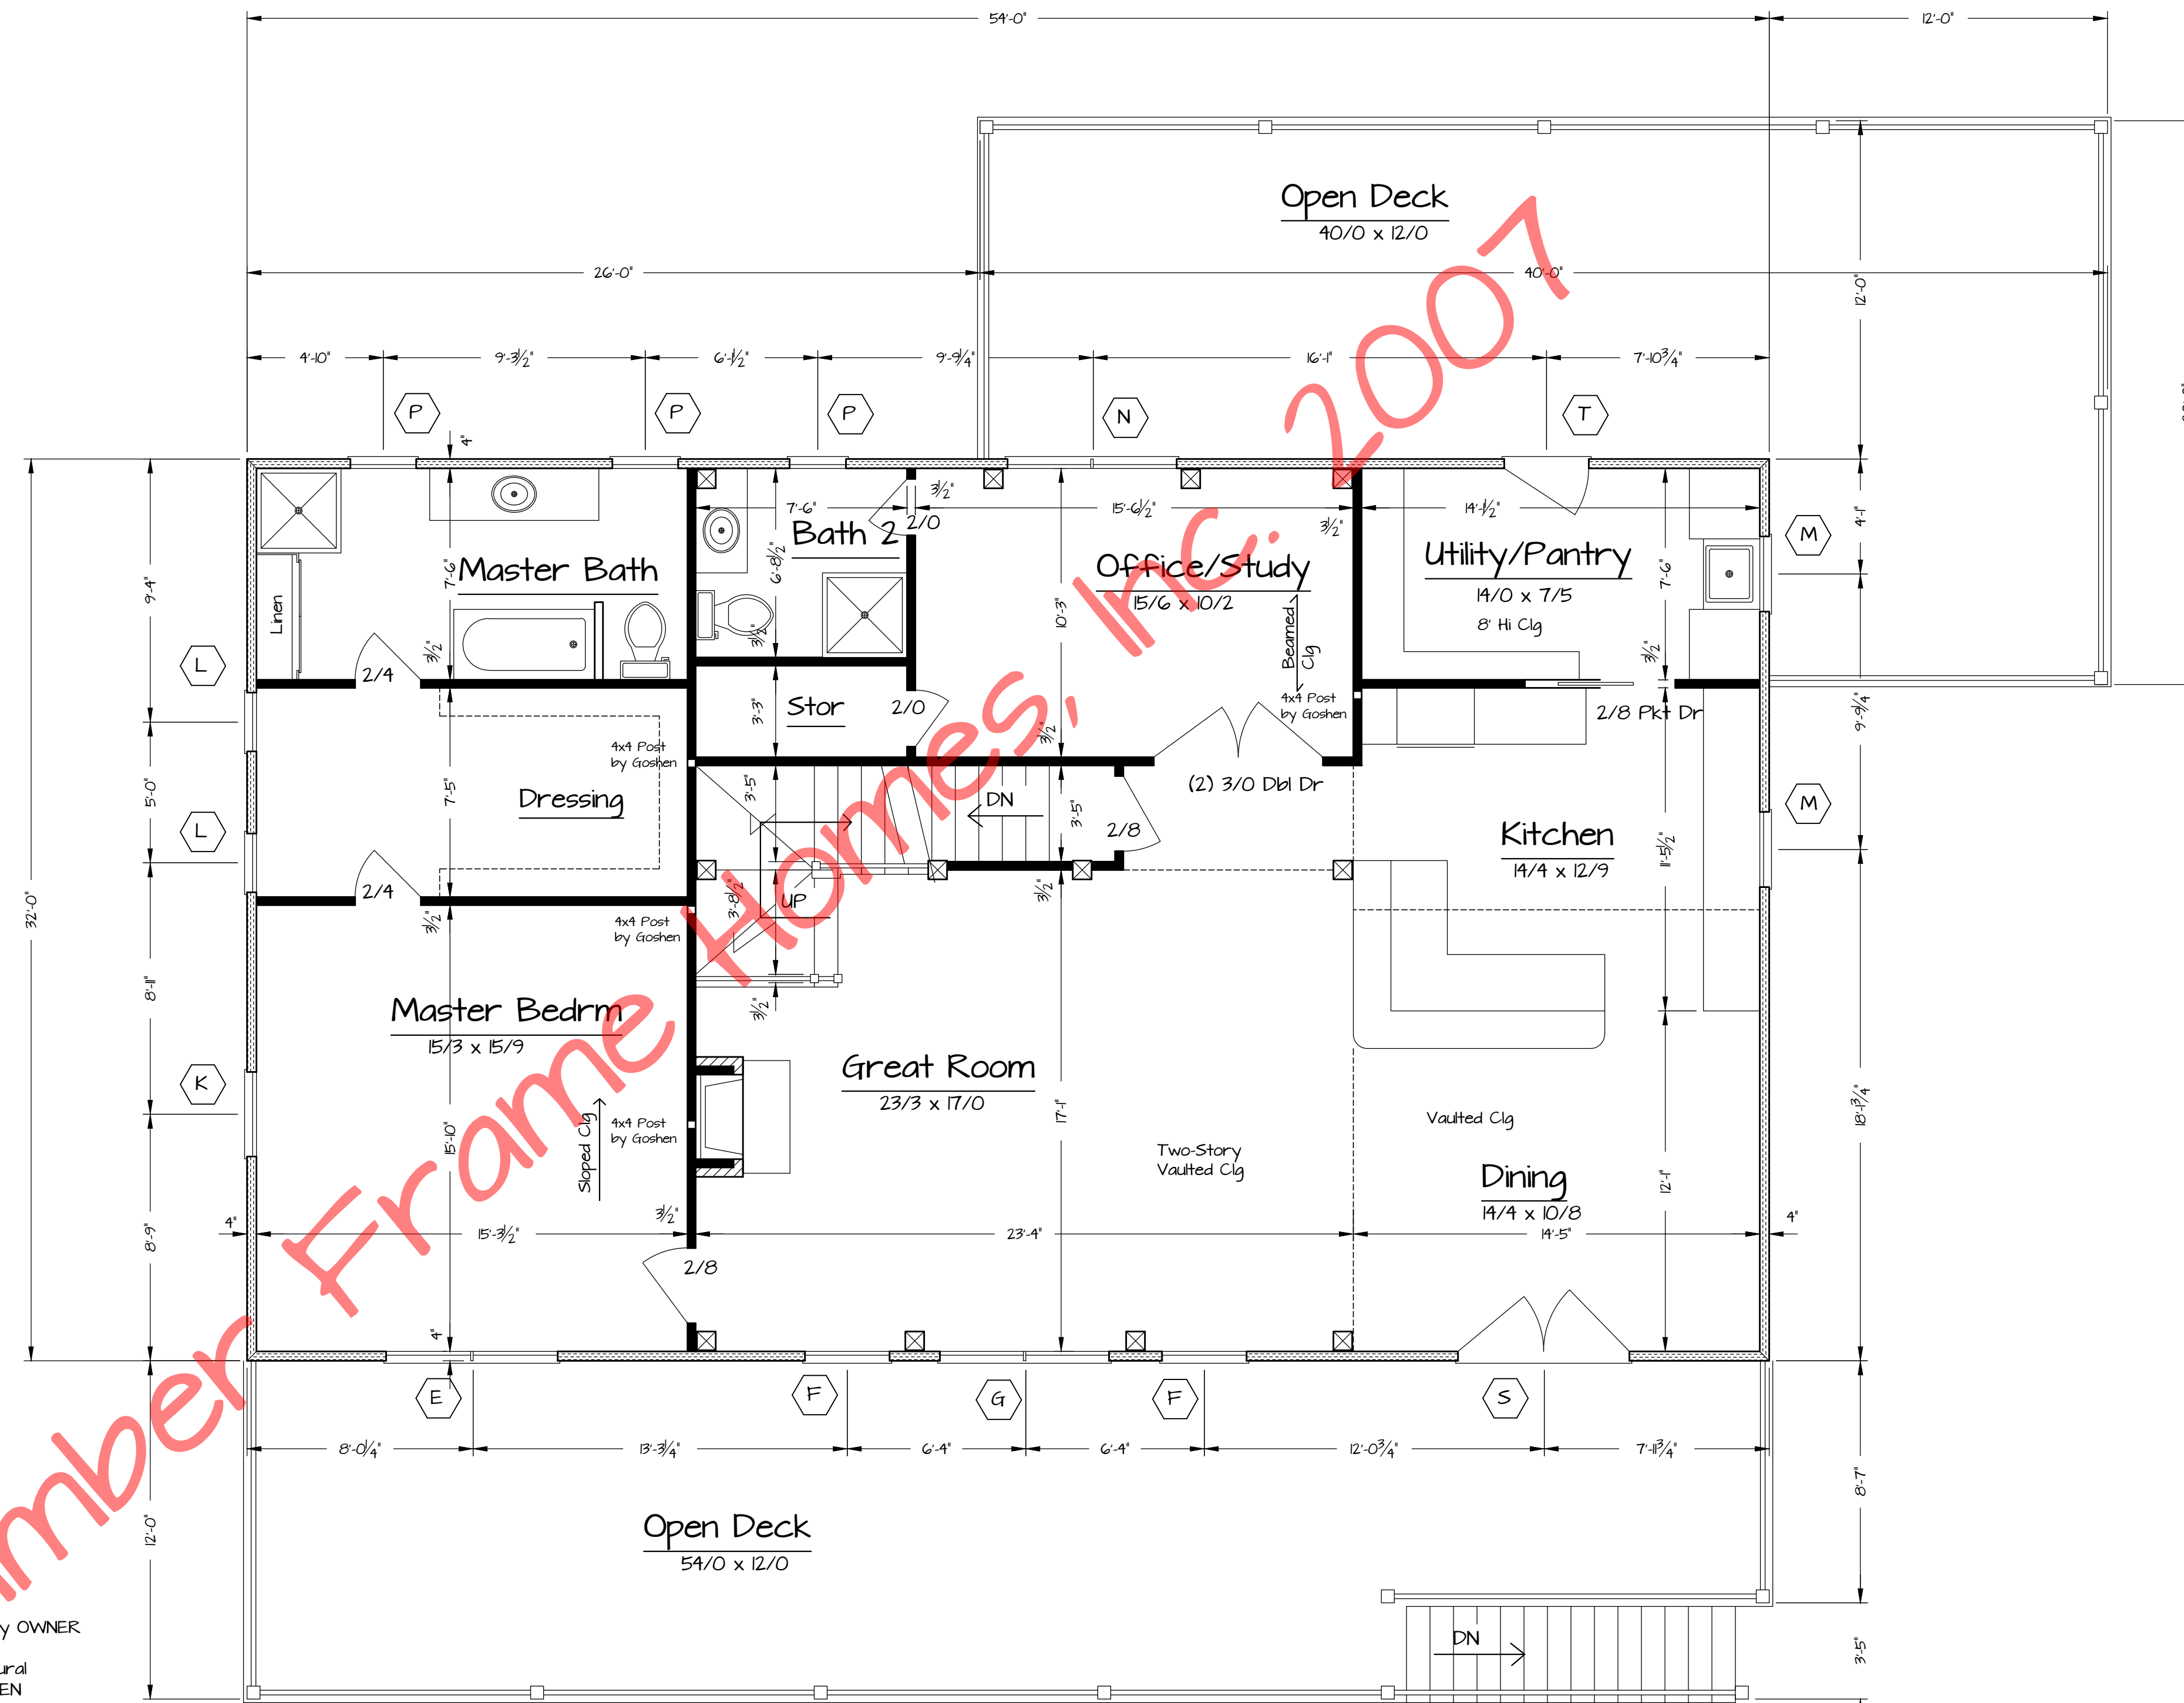 54'-0"
12'-0"
Open Deck
40/0 x 12/0
26'-0"
40'-0"
12'-0"
4'-10"
9'-3½"
6'-½"
9'-9¼"
16'-1"
7'-10¾"
P
P
P
N
T
4"
3½"
7'-6"
2/0
15'-6½"
3½"
14'-½"
4'-1"
M
Bath 2
Master Bath
7'-6"
6'-8½"
Office/Study
15/6 x 10/2
Utility/Pantry
14/0 x 7/5
8' Hi Clg
7'-6"
9'-4"
Linen
10'-3"
Beamed
Clg
3½"
3½"
3½"
L
2/4
Stor
3'-3"
2/0
4x4 Post
by Goshen
2/8 Pkt Dr
9'-9¼"
4x4 Post
by Goshen
3½"
(2) 3/0 Dbl Dr
5'-0"
7'-5"
Dressing
3'-5"
DN
3'-5"
2/8
M
L
Kitchen
14/4 x 12/9
11'-5½"
2/4
32'-0"
3½"
4x4 Post
by Goshen
3'-8½"
UP
3½"
8'-11"
Master Bedrm
15/3 x 15/9
3½"
K
Great Room
23/3 x 17/0
17'-1"
18'-1¾"
Sloped Clg
4x4 Post
by Goshen
15'-10"
Two-Story
Vaulted Clg
Vaulted Clg
Dining
14/4 x 10/8
12'-1"
8'-9"
4"
15'-3½"
3½"
23'-4"
14'-5"
4"
2/8
4"
E
F
G
F
S
8'-0¼"
13'-3¼"
6'-4"
6'-4"
12'-0¾"
7'-11¾"
8'-7"
12'-0"
Open Deck
54/0 x 12/0
DN
3'-5"
y OWNER
ural
EN
mber Frame Homes, Inc. 2007